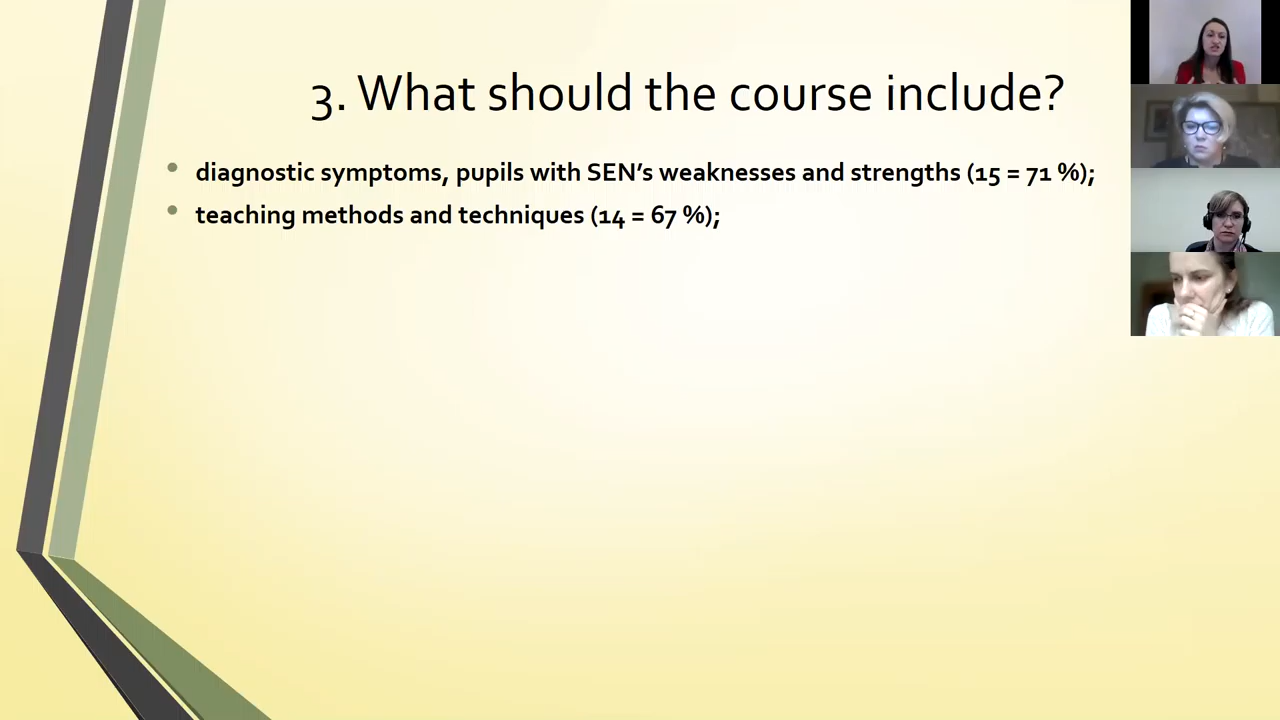 3. What should the course include?
diagnostic symptoms, pupils with SEN’s weaknesses and strengths (15 = 71 %);
teaching methods and techniques (14 = 67 %);